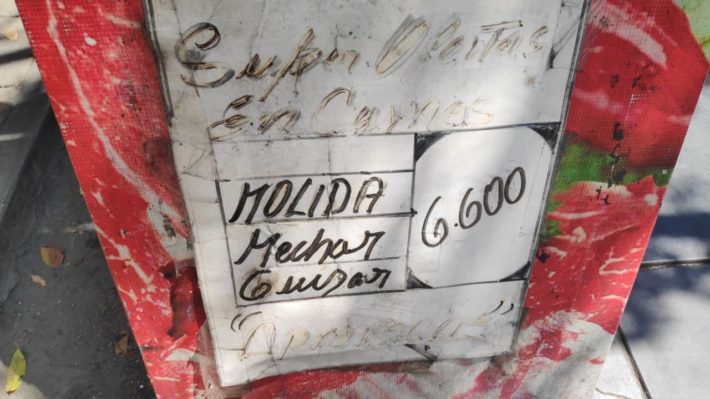 Super Ofertas
En Carnes
MOLIDA
Mechar
Guisar
6.600